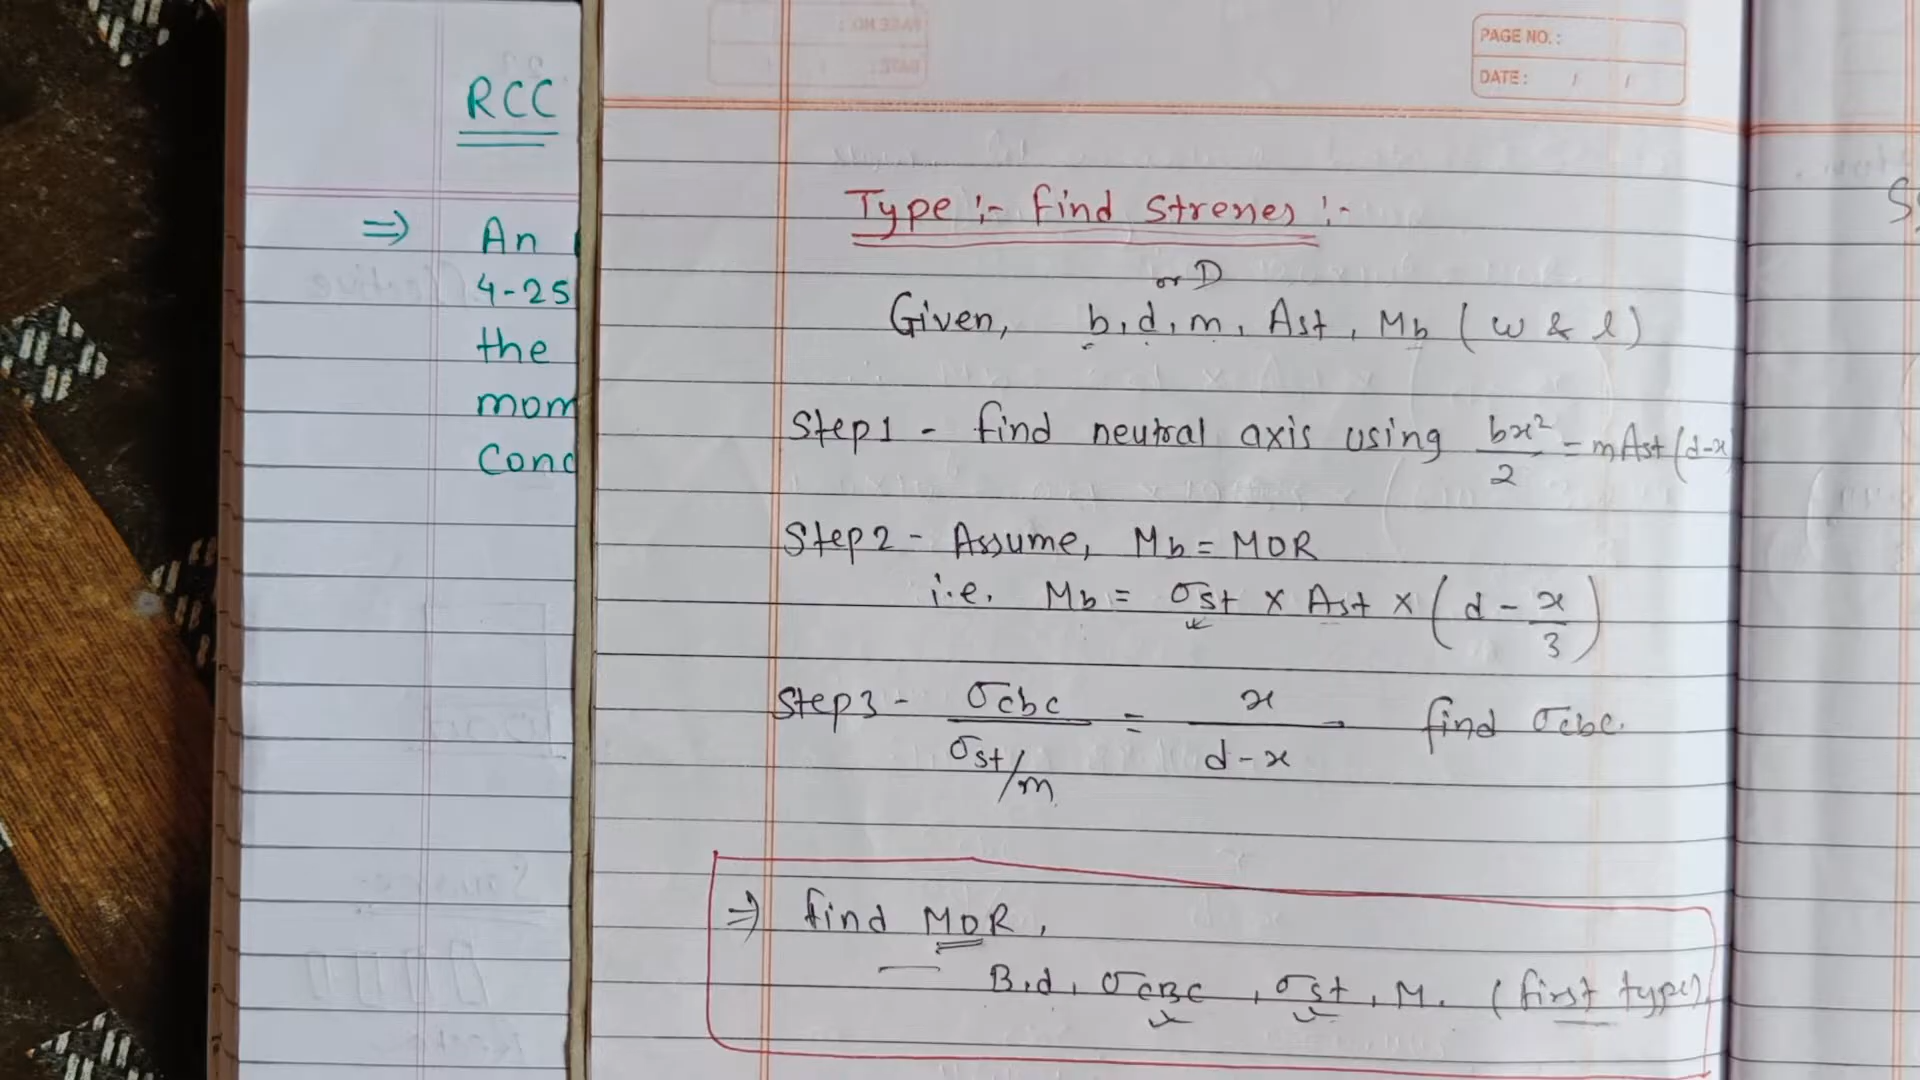 RCC
⇒ An
4-25
the
mom
Conc
PAGE NO.:
DATE: / /
Type :- find stresses :-
or D
Given, b, d, m, Ast, Mb (w & l)
Step1 - find neutral axis using bx²/2 = mAst(d-x
Step2 - Assume, Mb = MOR
i.e. Mb = σst × Ast × (d - x/3)
Step3 - σcbc / σst/m = x / d-x find σcbc.
⇒ find MOR,
— B,d, σcBc, σst, M. (first type)